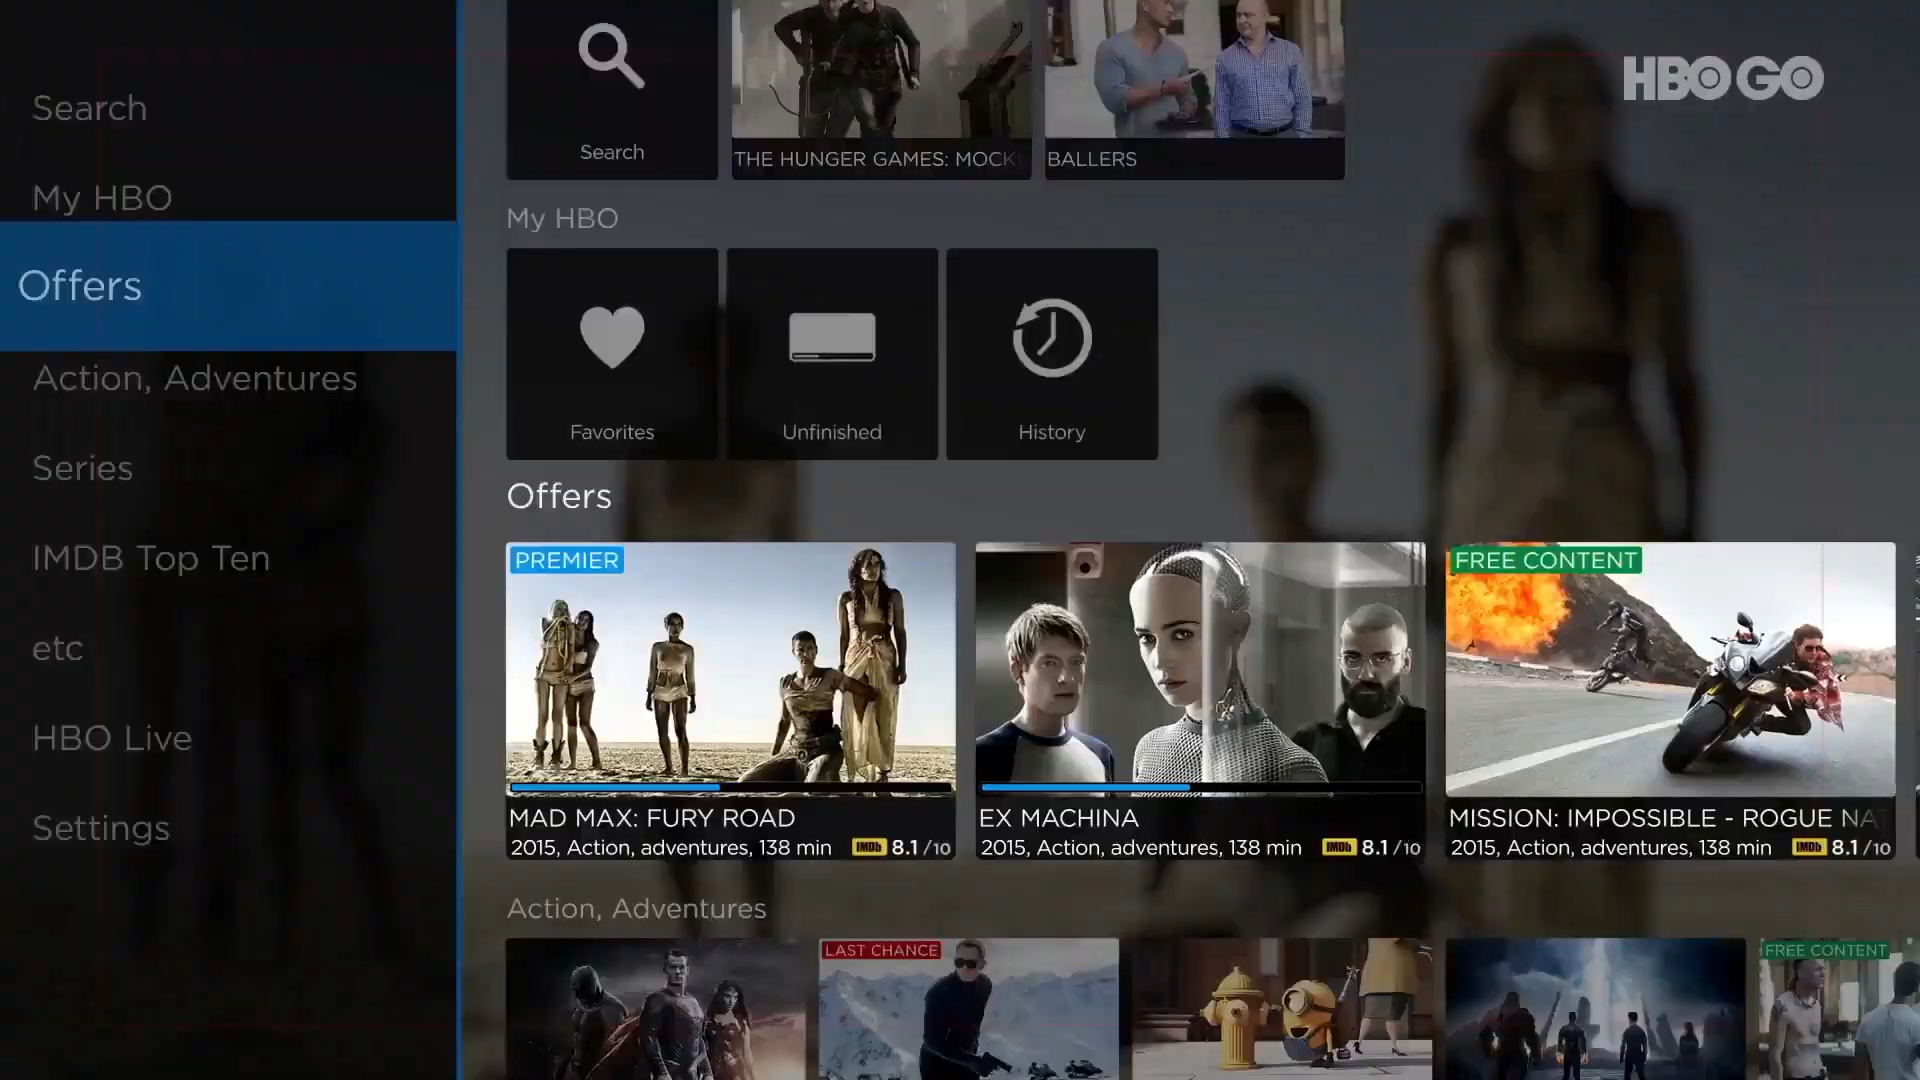 Search
My HBO
Offers
Action, Adventures
Series
IMDB Top Ten
etc
HBO Live
Settings
HBO GO
Search
THE HUNGER GAMES: MOCK
BALLERS
My HBO
Favorites
Unfinished
History
Offers
PREMIER
MAD MAX: FURY ROAD
2015, Action, adventures, 138 min IMDb 8.1/10
EX MACHINA
2015, Action, adventures, 138 min IMDb 8.1/10
FREE CONTENT
MISSION: IMPOSSIBLE - ROGUE NA
2015, Action, adventures, 138 min IMDb 8.1/10
Action, Adventures
LAST CHANCE
FREE CONTENT